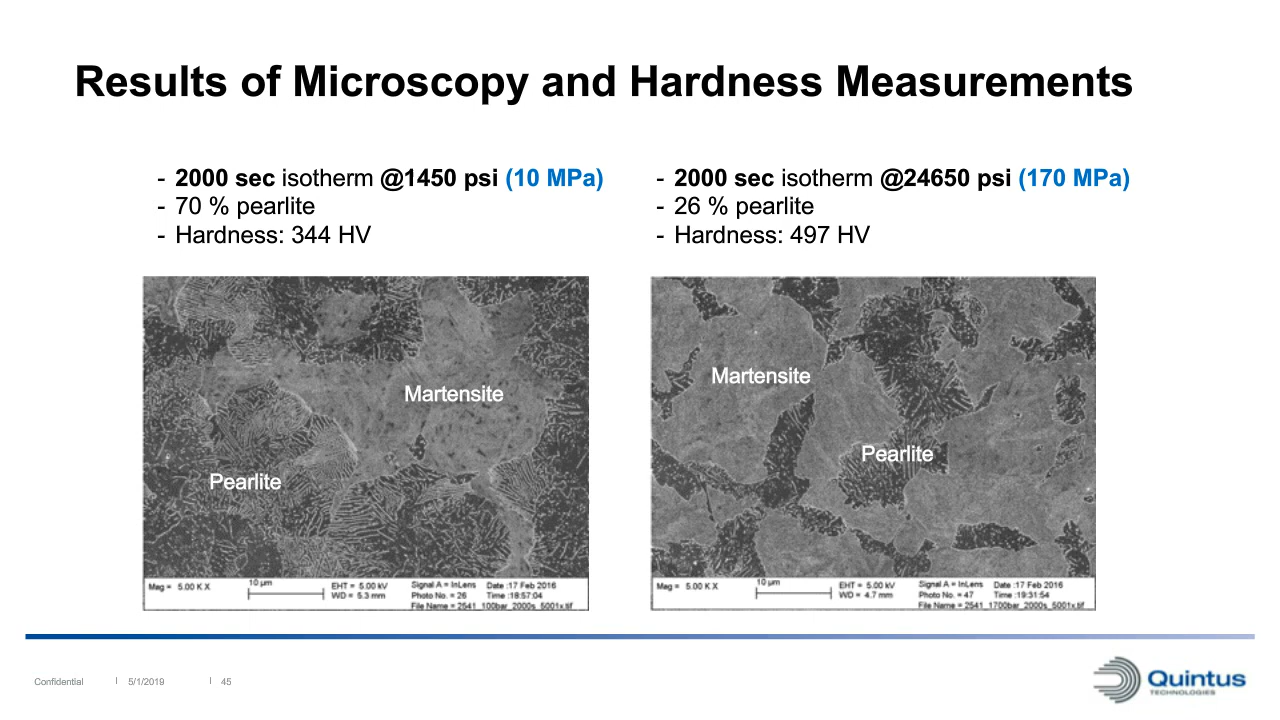 Results of Microscopy and Hardness Measurements
- 2000 sec isotherm @1450 psi (10 MPa)
- 70 % pearlite
- Hardness: 344 HV
- 2000 sec isotherm @24650 psi (170 MPa)
- 26 % pearlite
- Hardness: 497 HV
Martensite
Pearlite
Mag = 5.00 K X
10 µm
EHT = 5.00 kV
WD = 5.3 mm
Signal A = InLens
Photo No. = 26
Date :17 Feb 2016
Time :18:57:04
File Name = 2541_100bar_2000s_5001x.tif
Martensite
Pearlite
Mag = 5.00 K X
10 µm
EHT = 5.00 kV
WD = 4.7 mm
Signal A = InLens
Photo No. = 47
Date :17 Feb 2016
Time :19:31:54
File Name = 2541_1700bar_2000s_5001x.tif
Confidential | 5/1/2019 | 45
Quintus
TECHNOLOGIES